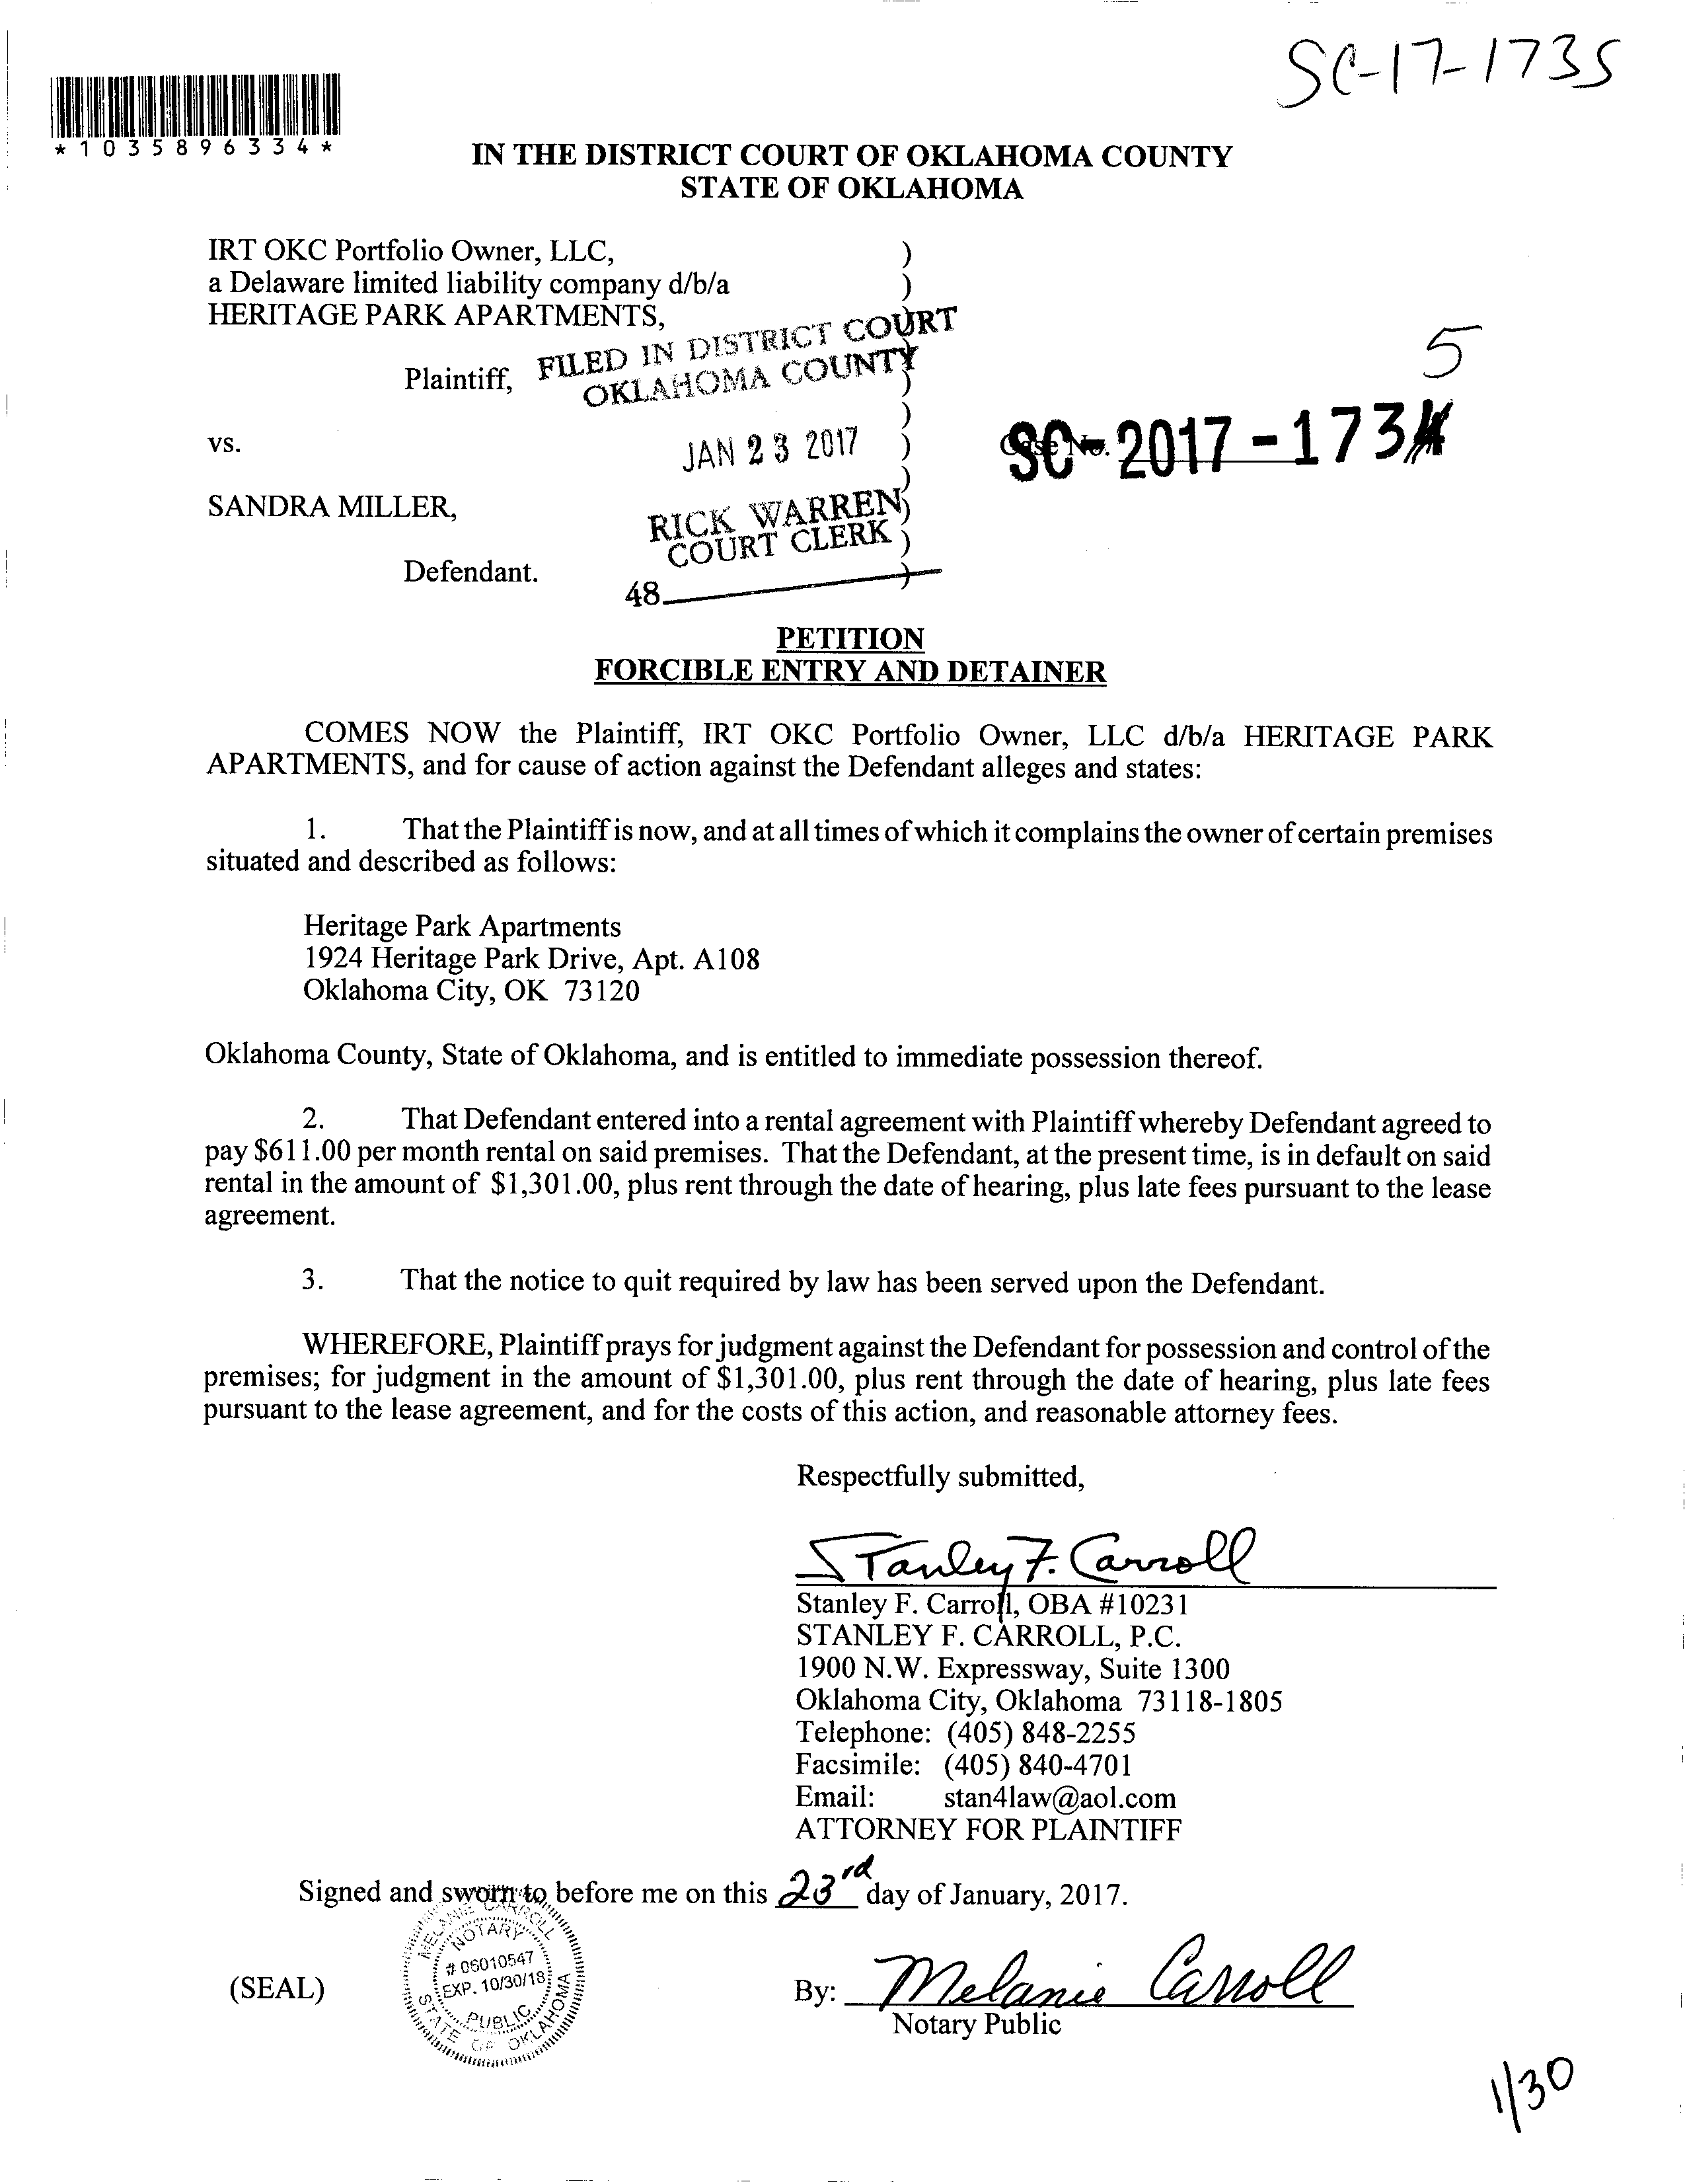 SC-17-1735
*1035896334*
IN THE DISTRICT COURT OF OKLAHOMA COUNTY
STATE OF OKLAHOMA
IRT OKC Portfolio Owner, LLC, )
a Delaware limited liability company d/b/a )
HERITAGE PARK APARTMENTS, )
FILED IN DISTRICT COURT
Plaintiff, )
OKLAHOMA COUNTY
5
vs. )
JAN 23 2017
Case No.
SC-2017-173
SANDRA MILLER, )
RICK WARREN
COURT CLERK
Defendant. )
48
PETITION
FORCIBLE ENTRY AND DETAINER
COMES NOW the Plaintiff, IRT OKC Portfolio Owner, LLC d/b/a HERITAGE PARK
APARTMENTS, and for cause of action against the Defendant alleges and states:
1. That the Plaintiff is now, and at all times of which it complains the owner of certain premises
situated and described as follows:
Heritage Park Apartments
1924 Heritage Park Drive, Apt. A108
Oklahoma City, OK 73120
Oklahoma County, State of Oklahoma, and is entitled to immediate possession thereof.
2. That Defendant entered into a rental agreement with Plaintiff whereby Defendant agreed to
pay $611.00 per month rental on said premises. That the Defendant, at the present time, is in default on said
rental in the amount of $1,301.00, plus rent through the date of hearing, plus late fees pursuant to the lease
agreement.
3. That the notice to quit required by law has been served upon the Defendant.
WHEREFORE, Plaintiff prays for judgment against the Defendant for possession and control of the
premises; for judgment in the amount of $1,301.00, plus rent through the date of hearing, plus late fees
pursuant to the lease agreement, and for the costs of this action, and reasonable attorney fees.
Respectfully submitted,
Stanley F. Carroll
Stanley F. Carroll, OBA #10231
STANLEY F. CARROLL, P.C.
1900 N.W. Expressway, Suite 1300
Oklahoma City, Oklahoma 73118-1805
Telephone: (405) 848-2255
Facsimile: (405) 840-4701
Email: stan4law@aol.com
ATTORNEY FOR PLAINTIFF
Signed and sworn to before me on this 23rd day of January, 2017.
MELANIE CARROLL
NOTARY
# 06010547
EXP. 10/30/18
PUBLIC
STATE OF OKLAHOMA
(SEAL)
By: Melanie Carroll
Notary Public
1/30